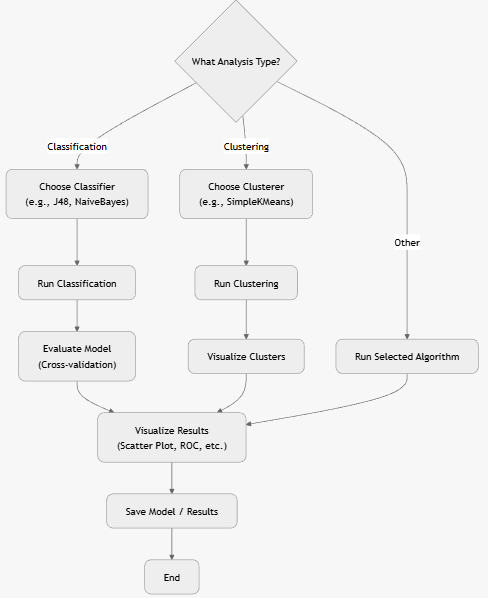 What Analysis Type?
Classification
Clustering
Choose Classifier
(e.g., J48, NaiveBayes)
Choose Clusterer
(e.g., SimpleKMeans)
Other
Run Classification
Run Clustering
Evaluate Model
(Cross-validation)
Visualize Clusters
Run Selected Algorithm
Visualize Results
(Scatter Plot, ROC, etc.)
Save Model / Results
End